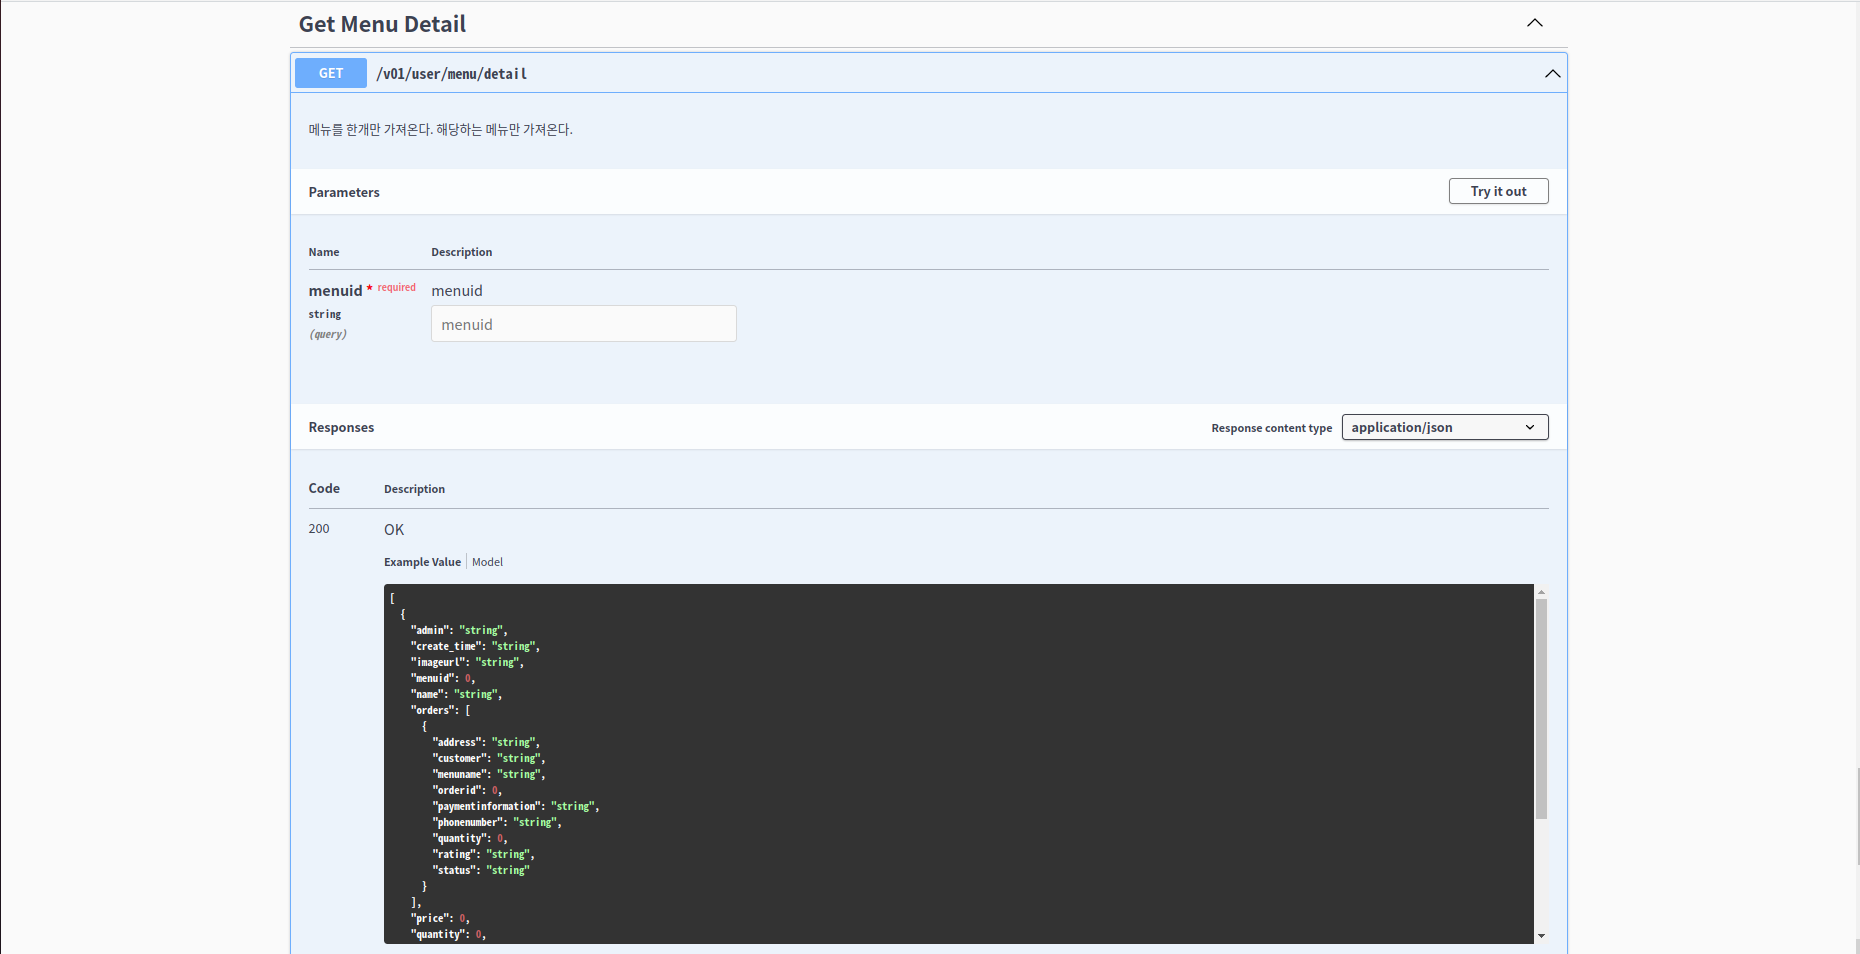 Get Menu Detail
GET /v01/user/menu/detail
메뉴를 한개만 가져온다. 해당하는 메뉴만 가져온다.
Parameters Try it out
Name Description
menuid * required menuid
string menuid
(query)
Responses Response content type application/json
Code Description
200 OK
Example Value Model
[
{
"admin": "string",
"create_time": "string",
"imageurl": "string",
"menuid": 0,
"name": "string",
"orders": [
{
"address": "string",
"customer": "string",
"menuname": "string",
"orderid": 0,
"paymentinformation": "string",
"phonenumber": "string",
"quantity": 0,
"rating": "string",
"status": "string"
}
],
"price": 0,
"quantity": 0,